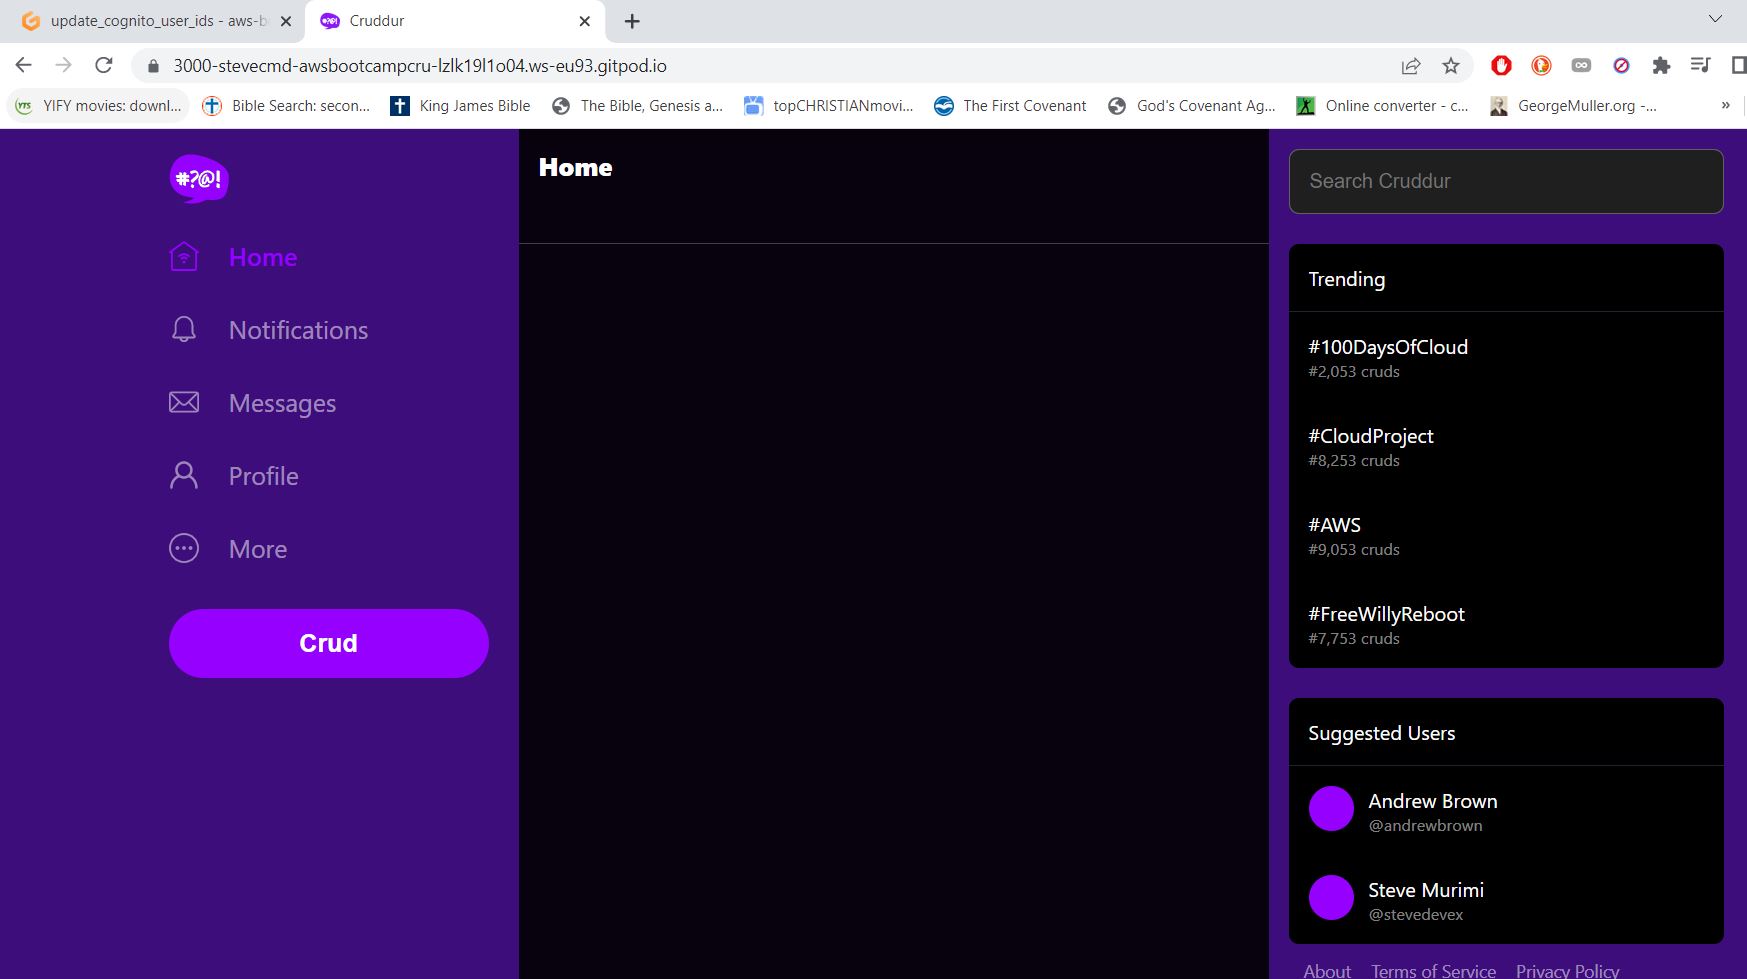 update_cognito_user_ids - aws-b
Cruddur
3000-stevecmd-awsbootcampcru-lzlk19l1o04.ws-eu93.gitpod.io
YTS YIFY movies: downl... Bible Search: secon... King James Bible The Bible, Genesis a... topCHRISTIANmovi... The First Covenant God's Covenant Ag... Online converter - c... GeorgeMuller.org -... »
#?@!
Home
Notifications
Messages
Profile
More
Crud
Home
Search Cruddur
Trending
#100DaysOfCloud
#2,053 cruds
#CloudProject
#8,253 cruds
#AWS
#9,053 cruds
#FreeWillyReboot
#7,753 cruds
Suggested Users
Andrew Brown
@andrewbrown
Steve Murimi
@stevedevex
About Terms of Service Privacy Policy